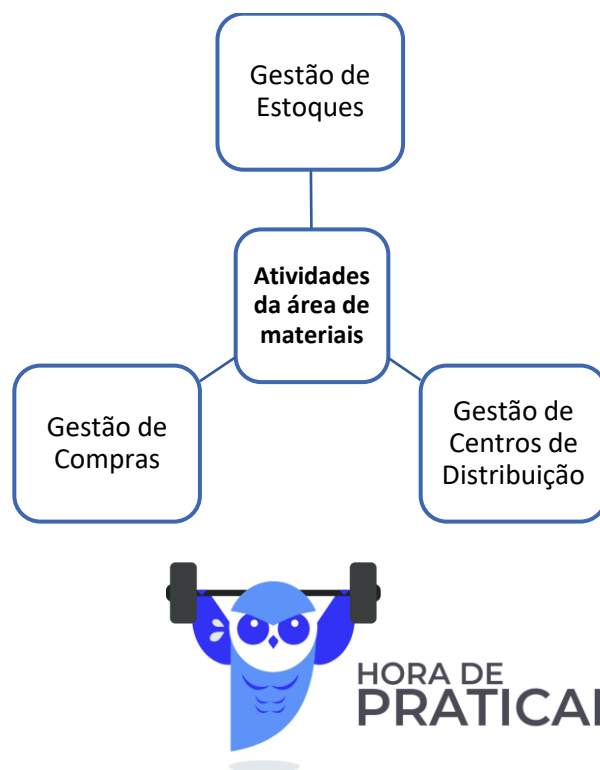 Gestão de
Estoques
Atividades
da área de
materiais
Gestão de
Compras
Gestão de
Centros de
Distribuição
HORA DE
PRATICAR